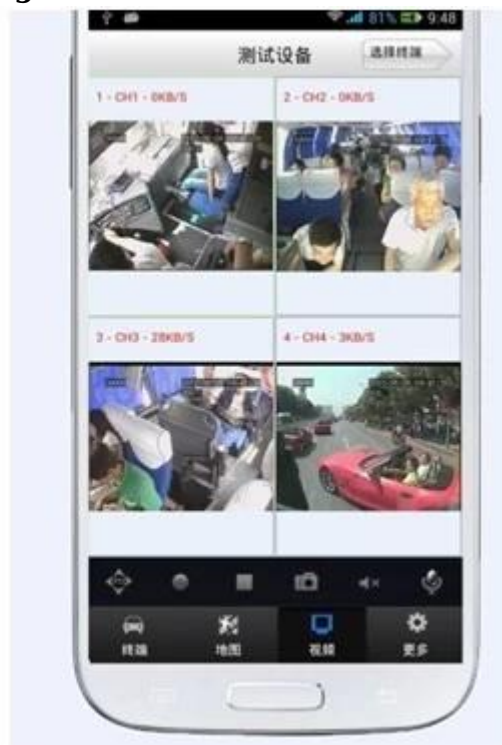 81% 9:48
测试设备 选择终端
1 - CH1 - 0KB/S
2 - CH2 - 0KB/S
3 - CH3 - 28KB/S
4 - CH4 - 3KB/S
终端 地图 视频 更多